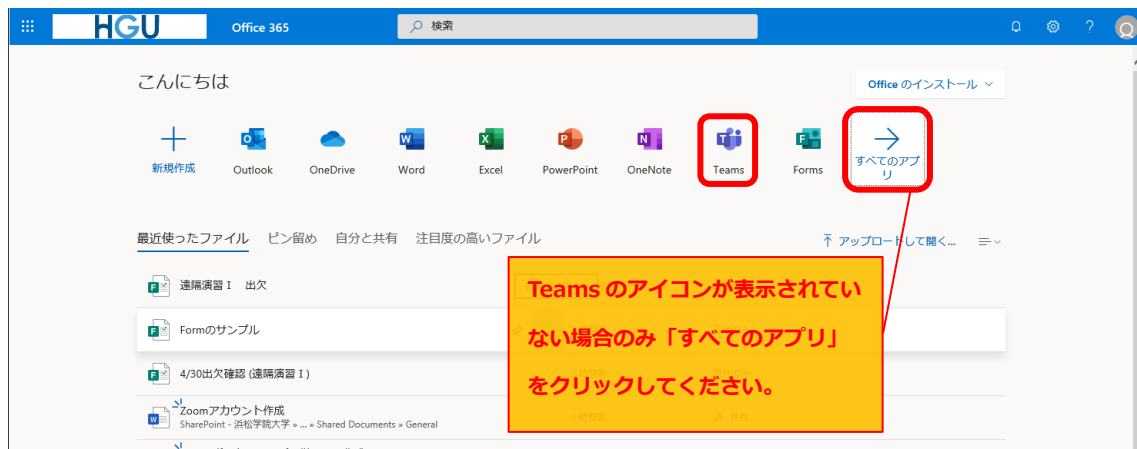 HGU Office 365 検索 ?
こんにちは
Office のインストール
新規作成 Outlook OneDrive Word Excel PowerPoint OneNote Teams Forms すべてのアプ
リ
最近使ったファイル ピン留め 自分と共有 注目度の高いファイル
アップロードして開く...
遠隔演習 I 出欠
Formのサンプル
4/30出欠確認 (遠隔演習 I )
Zoomアカウント作成
SharePoint - 浜松学院大学 » ... » Shared Documents » General
共有
Teams のアイコンが表示されてい
ない場合のみ「すべてのアプリ」
をクリックしてください。